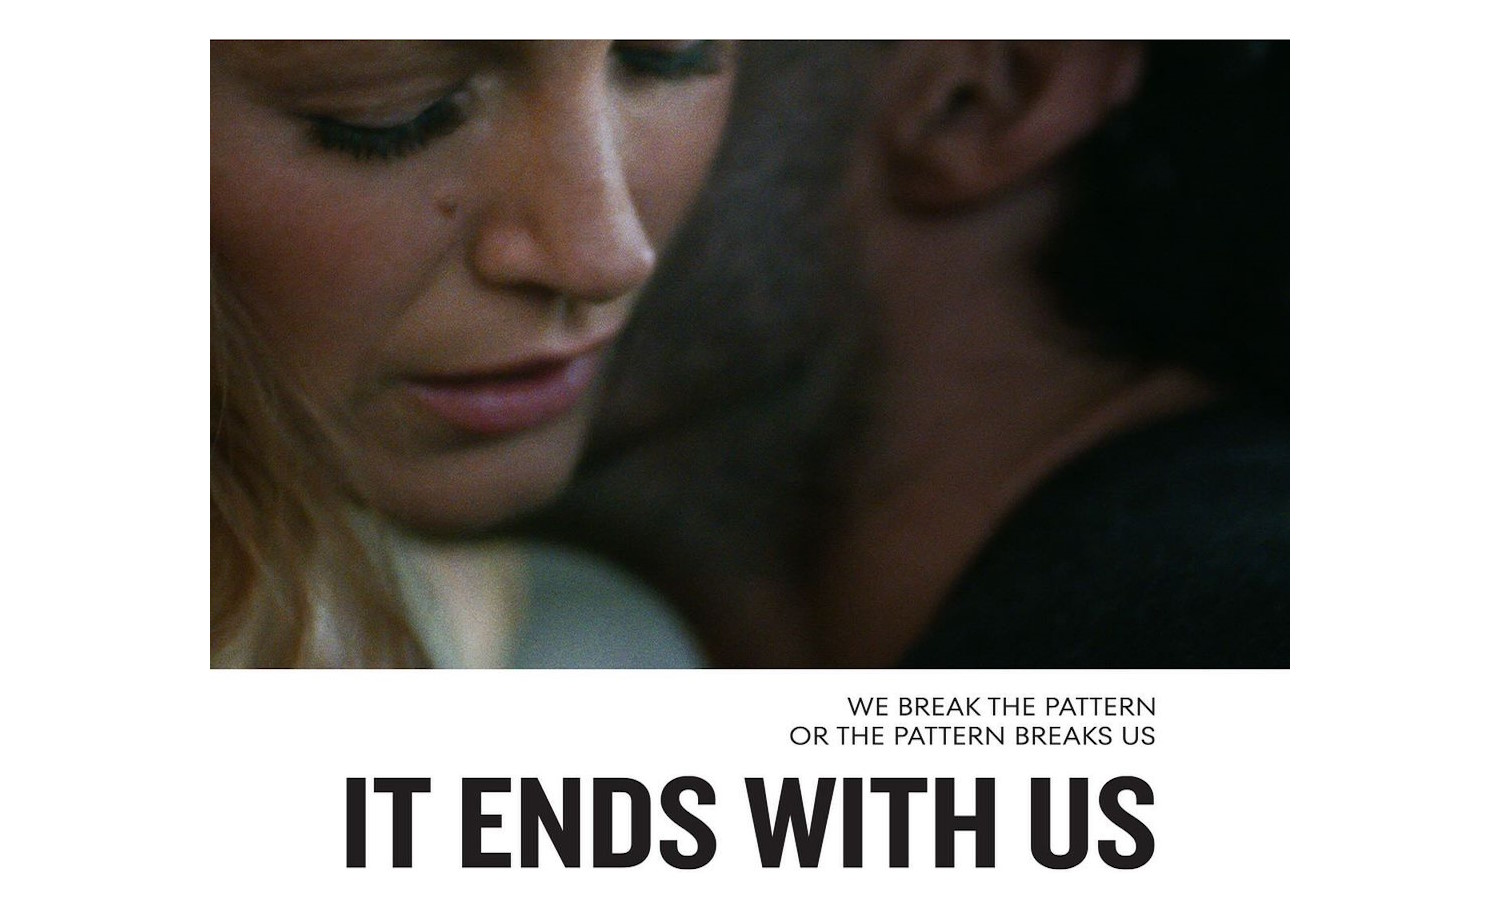 WE BREAK THE PATTERN
OR THE PATTERN BREAKS US
IT ENDS WITH US